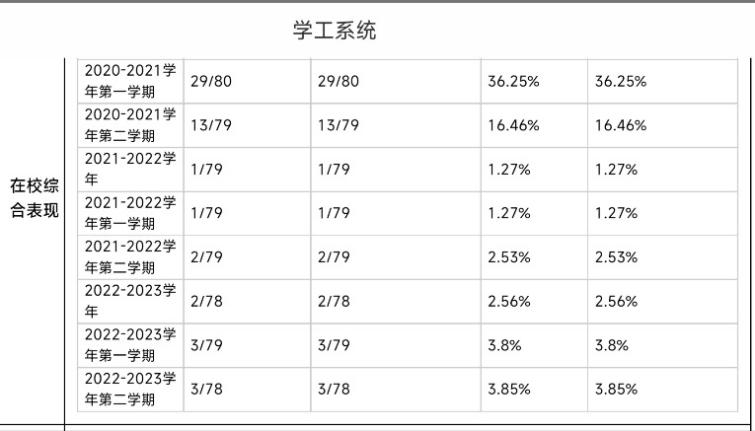 学工系统
在校综
合表现
2020-2021学
年第一学期
29/80 29/80 36.25% 36.25%
2020-2021学
年第二学期
13/79 13/79 16.46% 16.46%
2021-2022学
年
1/79 1/79 1.27% 1.27%
2021-2022学
年第一学期
1/79 1/79 1.27% 1.27%
2021-2022学
年第二学期
2/79 2/79 2.53% 2.53%
2022-2023学
年
2/78 2/78 2.56% 2.56%
2022-2023学
年第一学期
3/79 3/79 3.8% 3.8%
2022-2023学
年第二学期
3/78 3/78 3.85% 3.85%